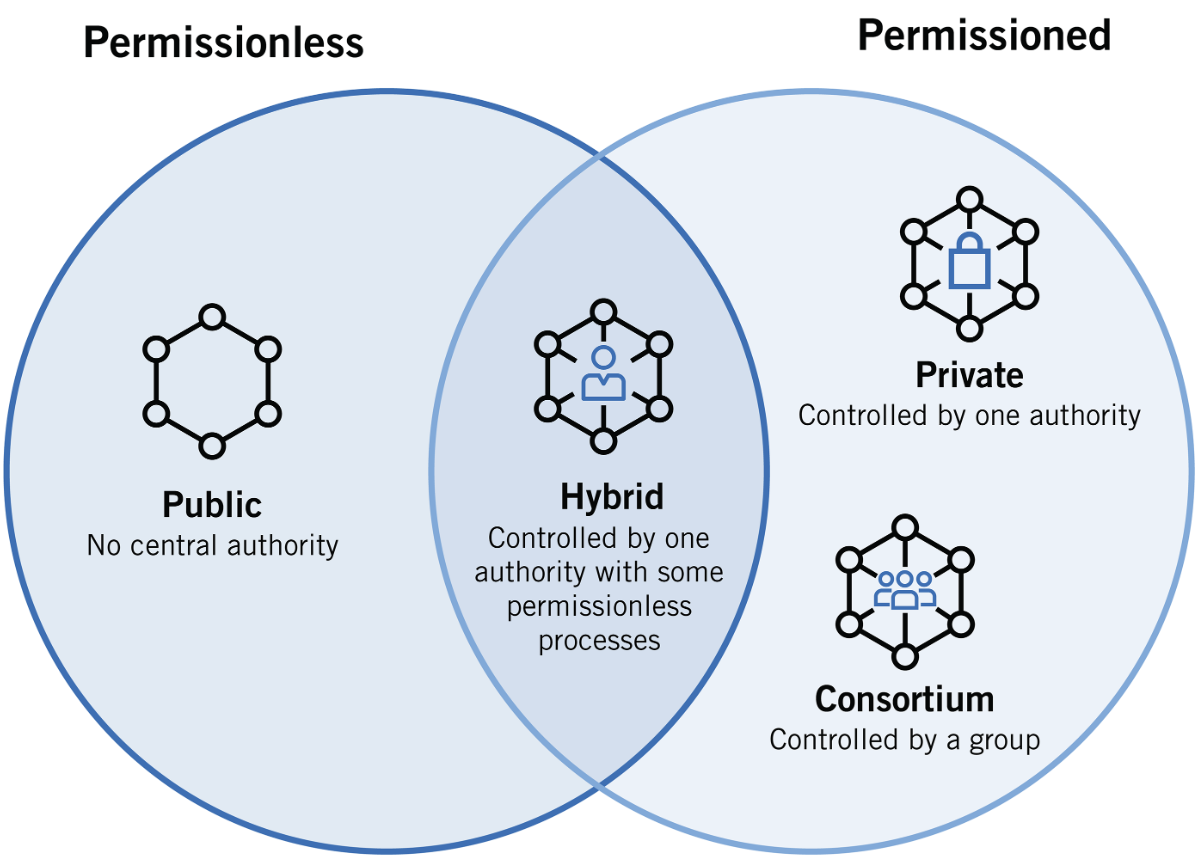 Permissionless
Permissioned
Public
No central authority
Hybrid
Controlled by one
authority with some
permissionless
processes
Private
Controlled by one authority
Consortium
Controlled by a group